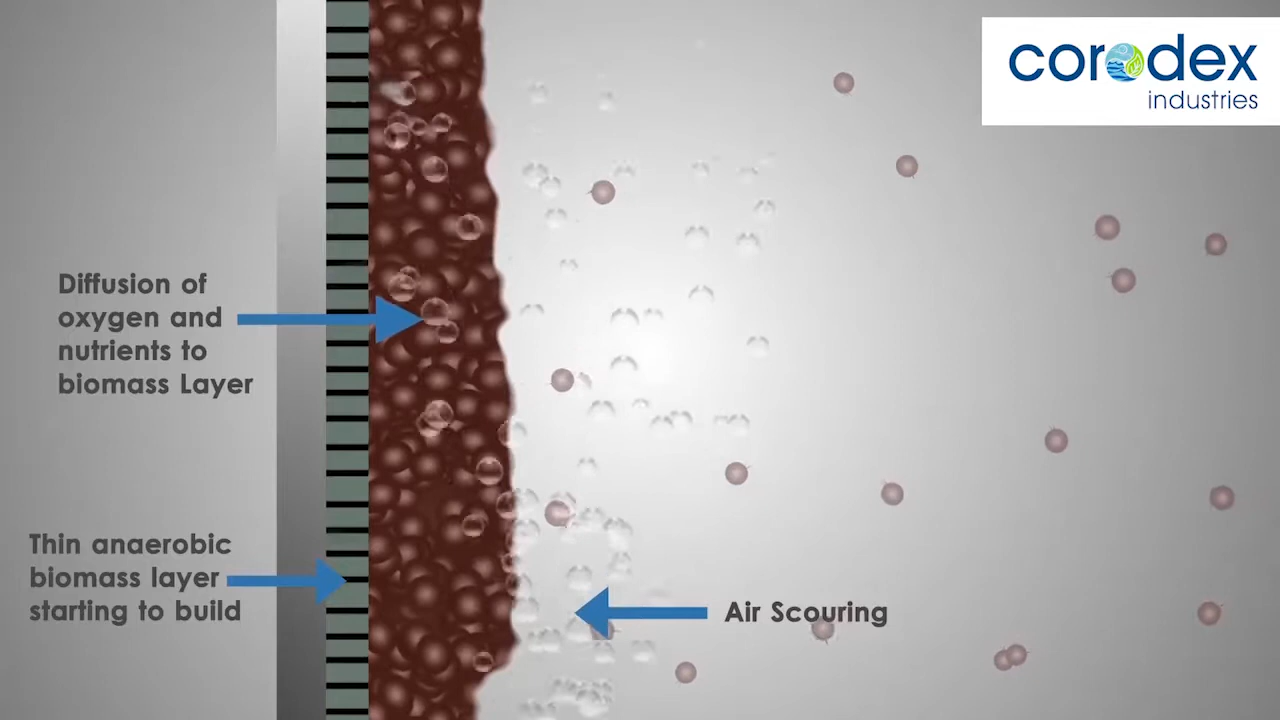 corodex
industries
Diffusion of
oxygen and
nutrients to
biomass Layer
Thin anaerobic
biomass layer
starting to build
Air Scouring